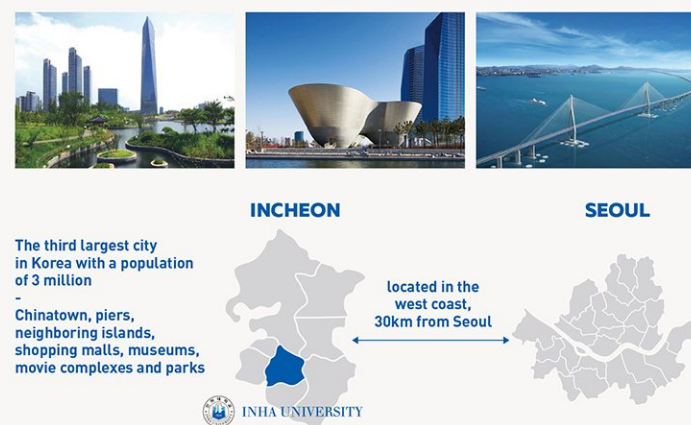 INCHEON
SEOUL
The third largest city
in Korea with a population
of 3 million
-
Chinatown, piers,
neighboring islands,
shopping malls, museums,
movie complexes and parks
located in the
west coast,
30km from Seoul
INHA UNIVERSITY